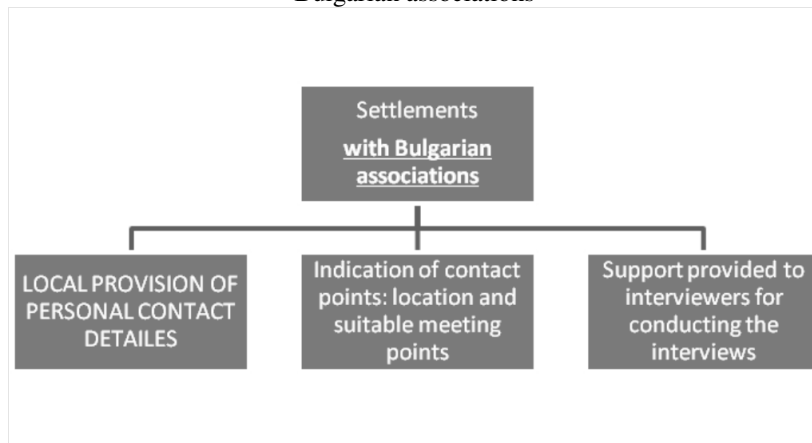 Bulgarian associations
Settlements
with Bulgarian
associations
LOCAL PROVISION OF
PERSONAL CONTACT
DETAILES
Indication of contact
points: location and
suitable meeting
points
Support provided to
interviewers for
conducting the
interviews